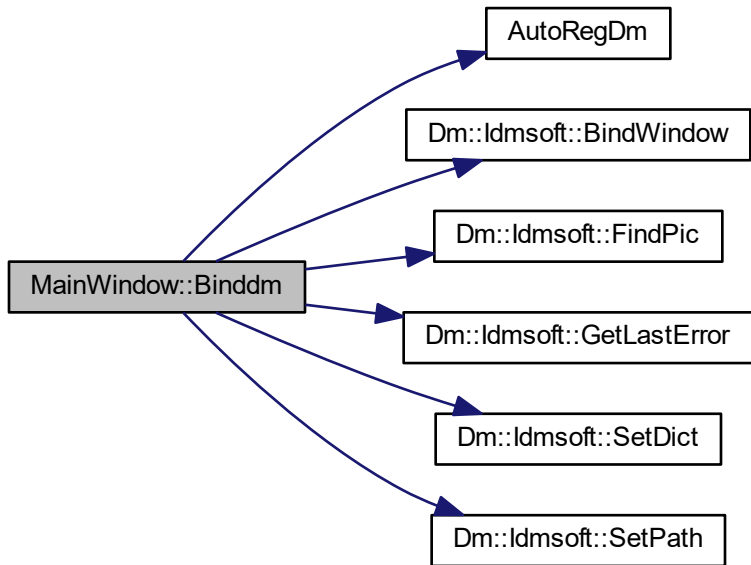 AutoRegDm
Dm::Idmsoft::BindWindow
Dm::Idmsoft::FindPic
MainWindow::Binddm
Dm::Idmsoft::GetLastError
Dm::Idmsoft::SetDict
Dm::Idmsoft::SetPath